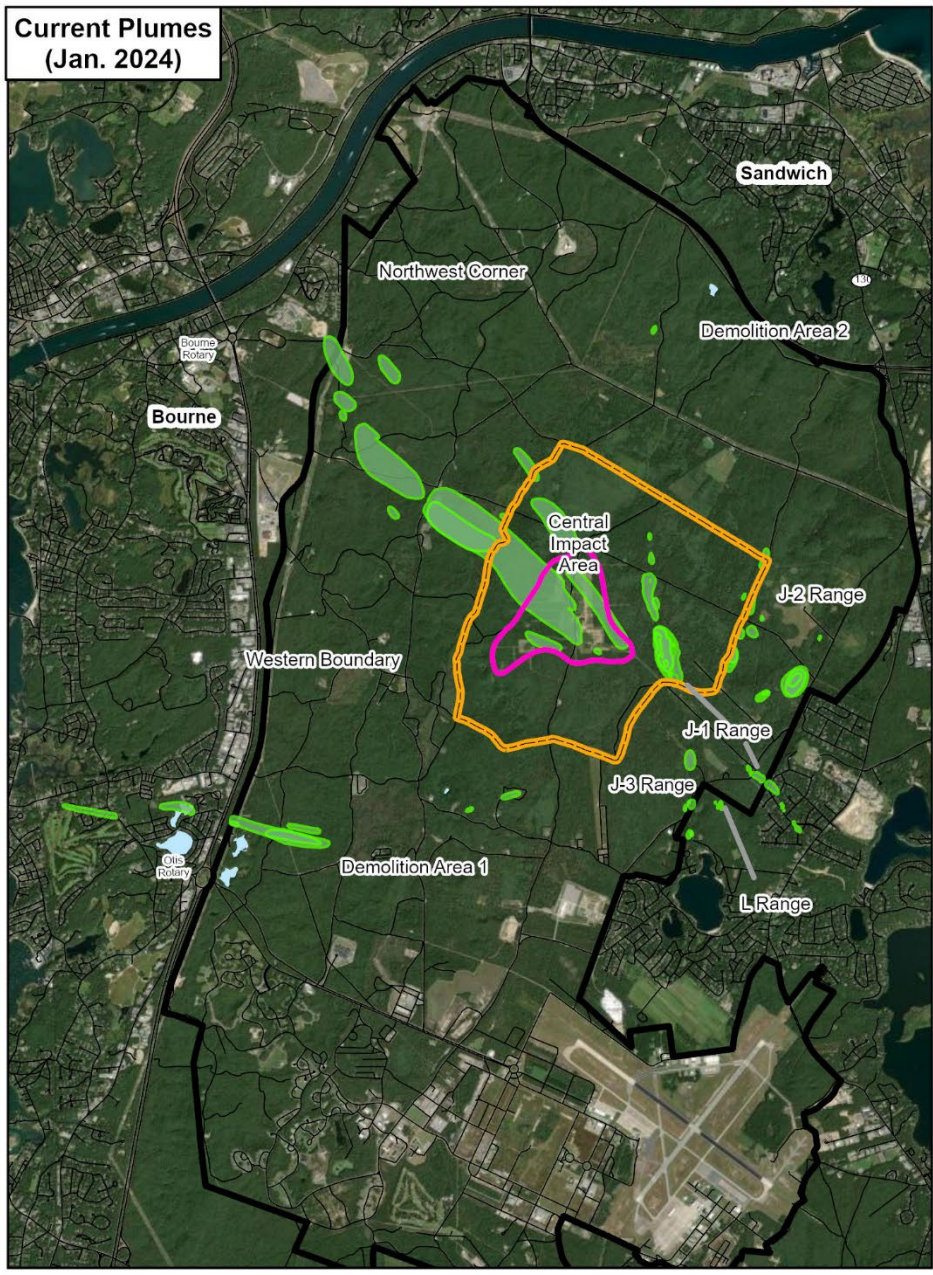 Current Plumes
(Jan. 2024)
Sandwich
Northwest Corner
130
Demolition Area 2
Bourne
Rotary
Bourne
Central
Impact
Area
J-2 Range
Western Boundary
J-1 Range
J-3 Range
Otis
Rotary
Demolition Area 1
L Range